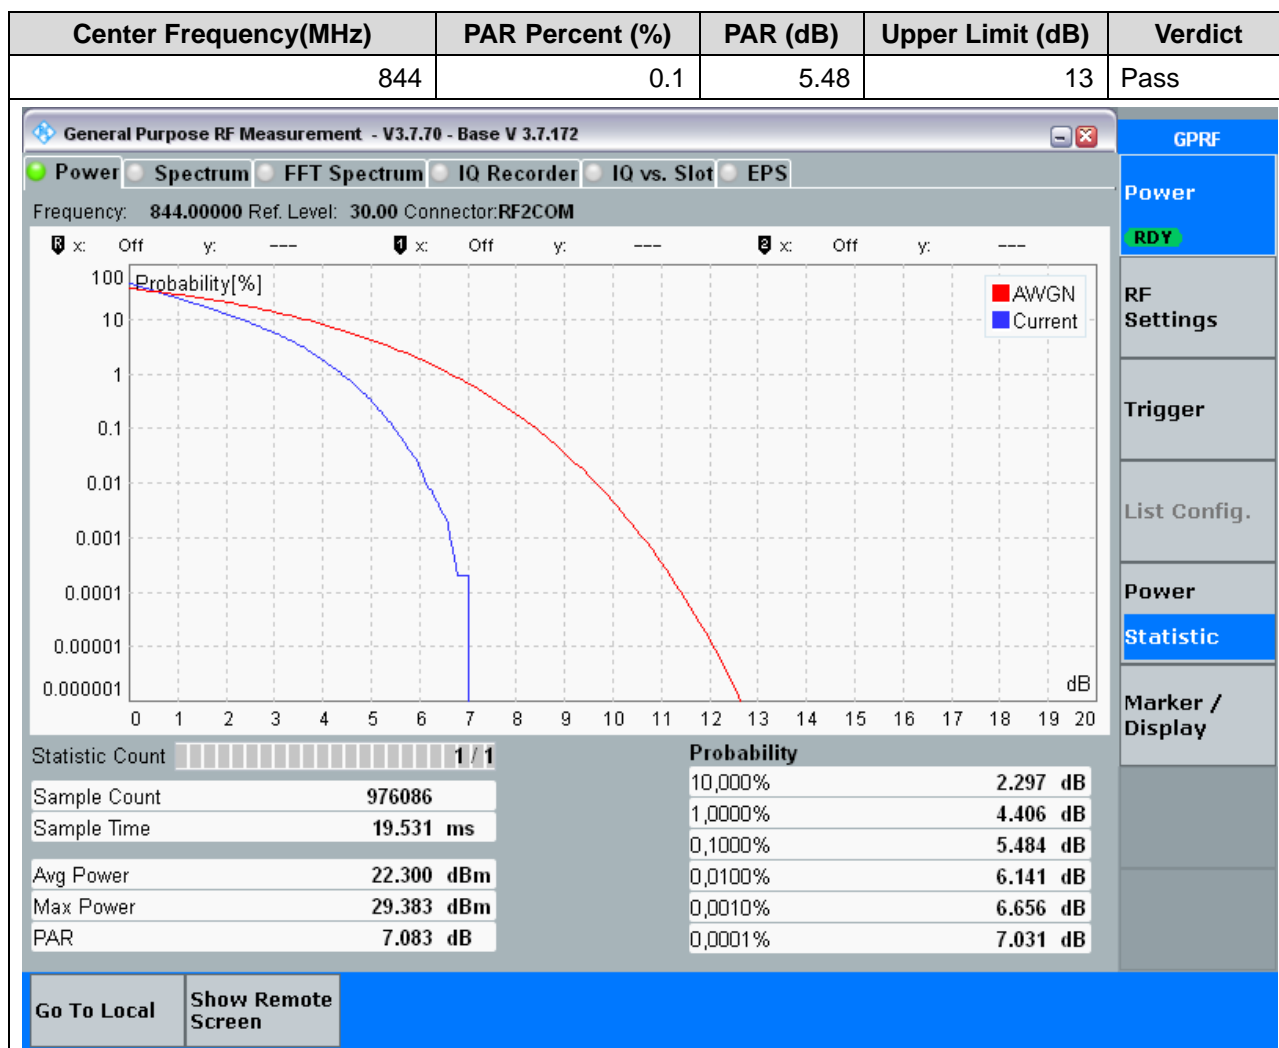 Center Frequency(MHz) PAR Percent (%) PAR (dB) Upper Limit (dB) Verdict
844 0.1 5.48 13 Pass
General Purpose RF Measurement - V3.7.70 - Base V 3.7.172
GPRF
Power Spectrum FFT Spectrum IQ Recorder IQ vs. Slot EPS
Frequency: 844.00000 Ref. Level: 30.00 Connector:RF2COM
R x: Off y: --- 1 x: Off y: --- 2 x: Off y: ---
Power
RDY
RF
Settings
Trigger
List Config.
Power
Statistic
Marker /
Display
Probability[%]
AWGN
Current
100
10
1
0.1
0.01
0.001
0.0001
0.00001
0.000001
dB
0 1 2 3 4 5 6 7 8 9 10 11 12 13 14 15 16 17 18 19 20
Statistic Count 1 / 1
Sample Count 976086
Sample Time 19.531 ms
Avg Power 22.300 dBm
Max Power 29.383 dBm
PAR 7.083 dB
Probability
10,000% 2.297 dB
1,0000% 4.406 dB
0,1000% 5.484 dB
0,0100% 6.141 dB
0,0010% 6.656 dB
0,0001% 7.031 dB
Go To Local
Show Remote
Screen